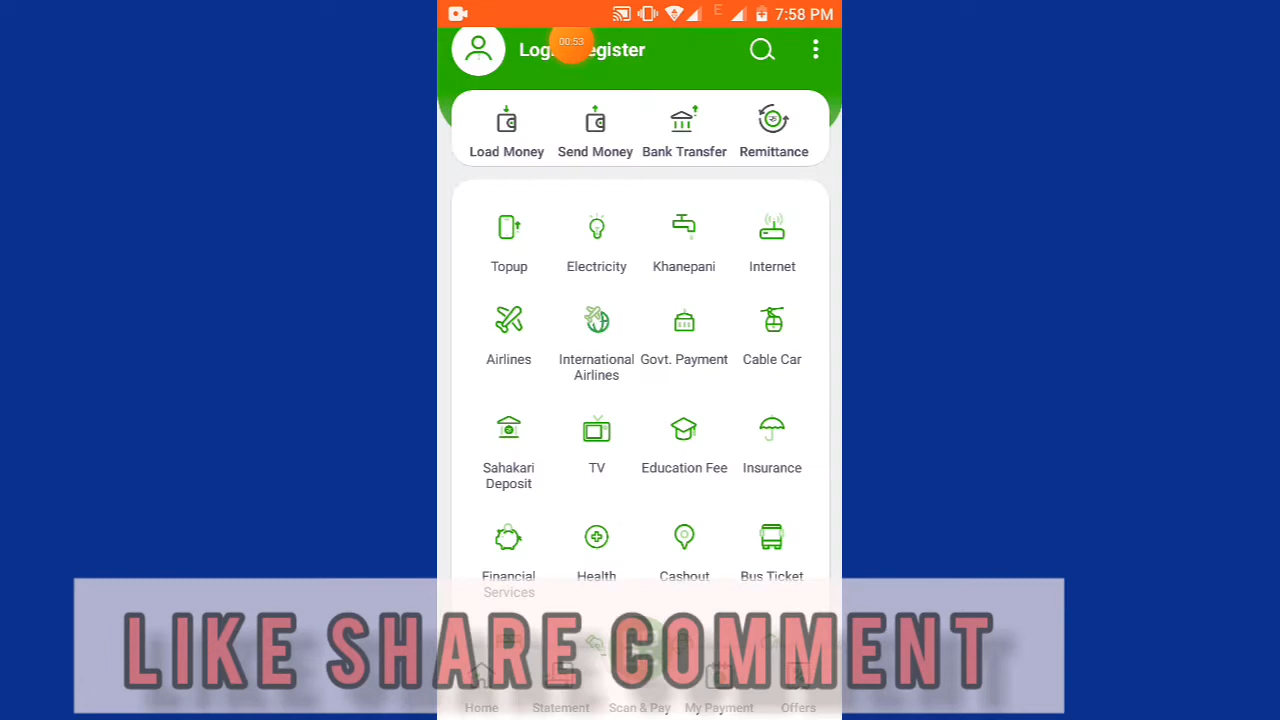 E 7:58 PM
00:53
Load Money Send Money Bank Transfer Remittance
Topup Electricity Khanepani Internet
Airlines International Airlines Govt. Payment Cable Car
Sahakari Deposit TV Education Fee Insurance
Financial Services Health Cashout Bus Ticket
LIKE SHARE COMMENT
Home Statement Scan & Pay My Payment Offers